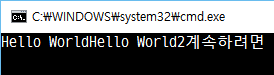 C:₩WINDOWS₩system32₩cmd.exe
Hello WorldHello World2계속하려면